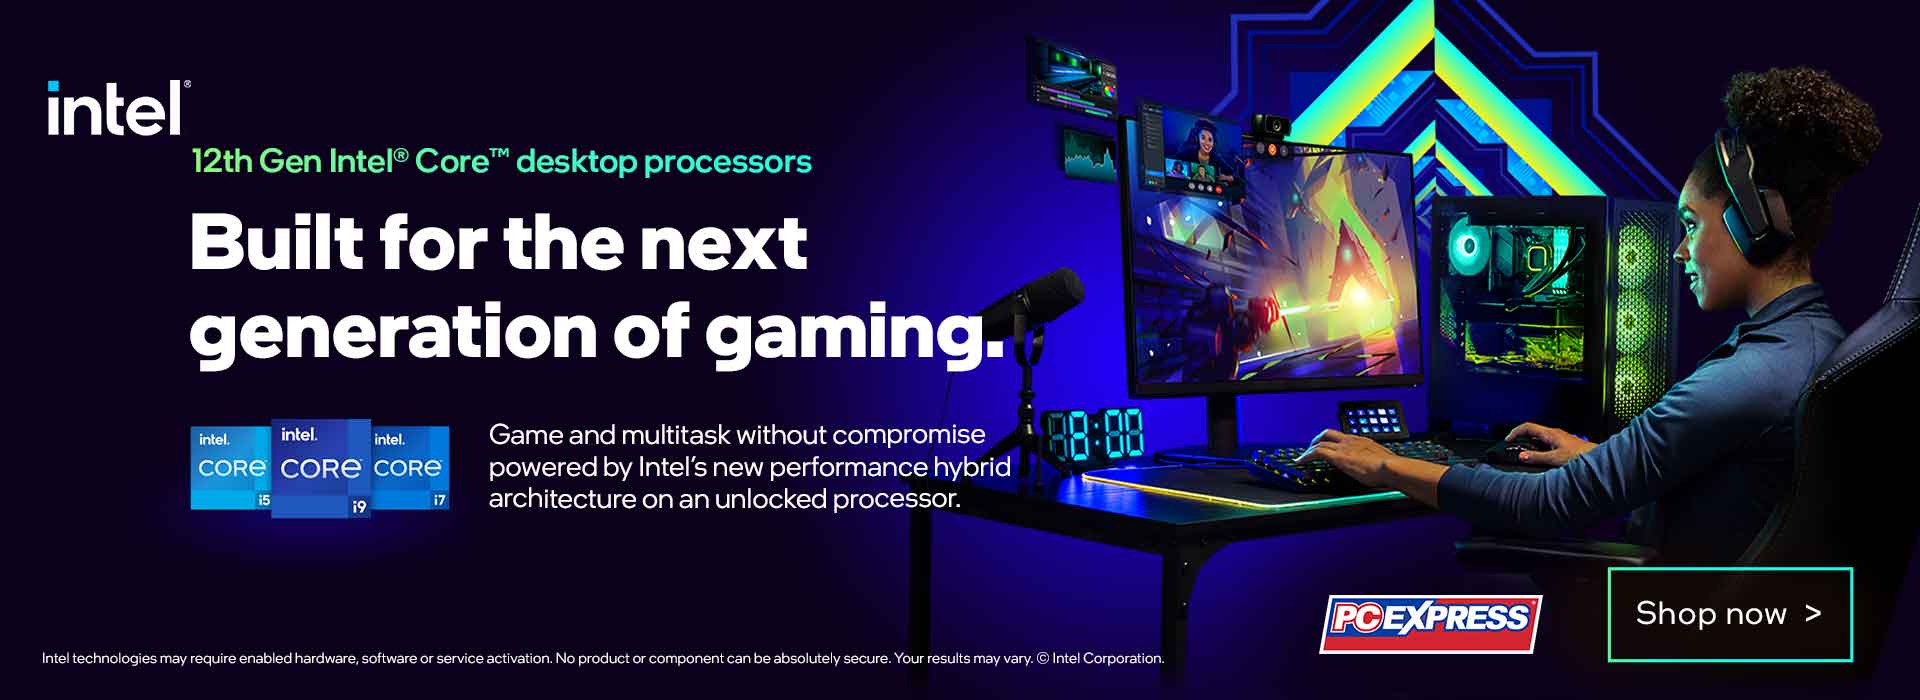 intel®
12th Gen Intel® Core™ desktop processors
Built for the next
generation of gaming.
intel.
CORE
i5
intel.
CORE
i9
intel.
CORE
i7
Game and multitask without compromise
powered by Intel's new performance hybrid
architecture on an unlocked processor.
18:00
PCEXPRESS
Shop now >
Intel technologies may require enabled hardware, software or service activation. No product or component can be absolutely secure. Your results may vary. © Intel Corporation.